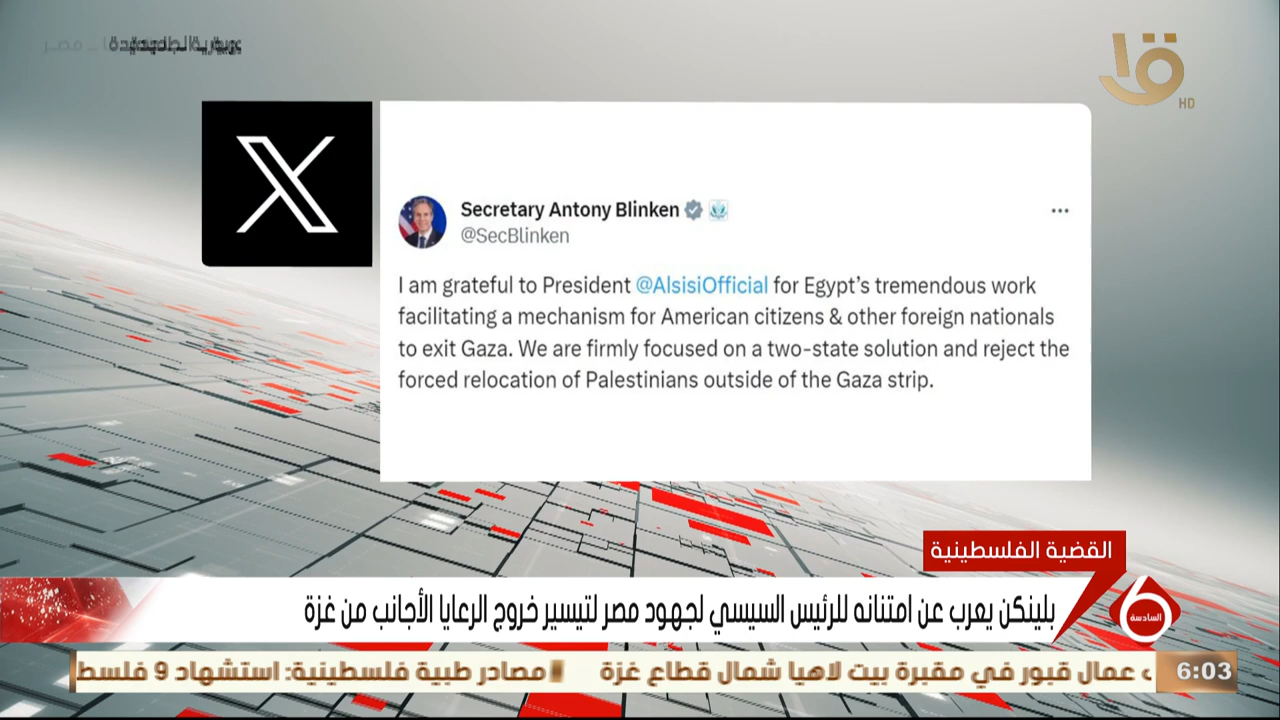 HD
Secretary Antony Blinken
@SecBlinken
I am grateful to President @AlsisiOfficial for Egypt’s tremendous work
facilitating a mechanism for American citizens & other foreign nationals
to exit Gaza. We are firmly focused on a two-state solution and reject the
forced relocation of Palestinians outside of the Gaza strip.
القضية الفلسطينية
بلينكن يعرب عن امتنانه للرئيس السيسي لجهود مصر لتيسير خروج الرعايا الأجانب من غزة
السادسة
عمال قبور في مقبرة بيت لاهيا شمال قطاع غزة مصادر طبية فلسطينية: استشهاد 9
6:03